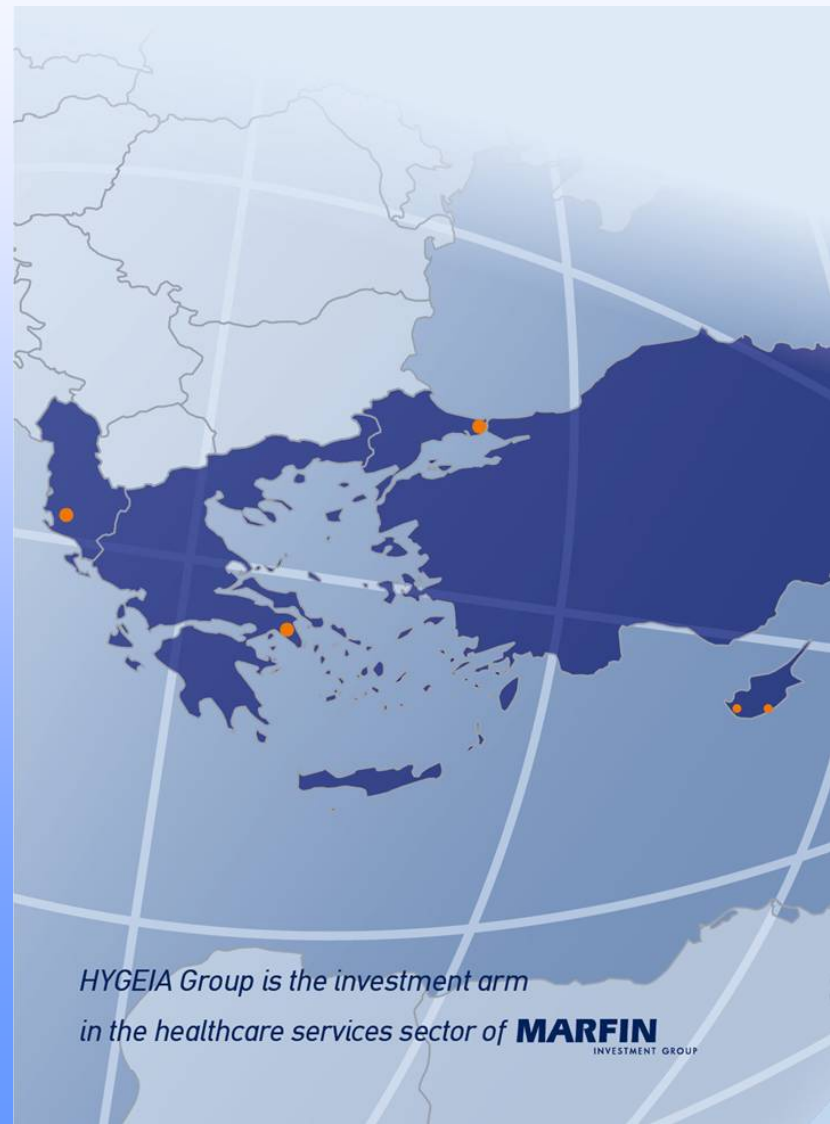 HYGEIA Group is the investment arm
in the healthcare services sector of MARFIN
INVESTMENT GROUP